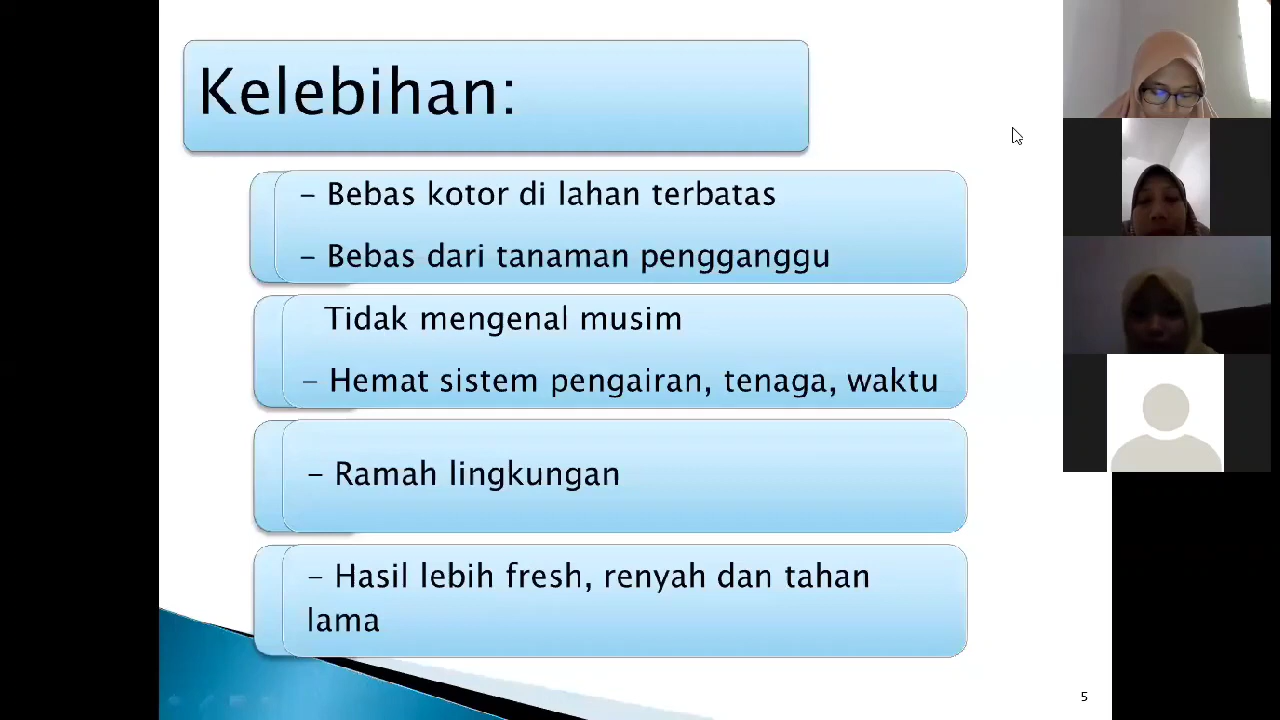 Kelebihan:
– Bebas kotor di lahan terbatas
– Bebas dari tanaman pengganggu
Tidak mengenal musim
– Hemat sistem pengairan, tenaga, waktu
– Ramah lingkungan
– Hasil lebih fresh, renyah dan tahan
lama
5